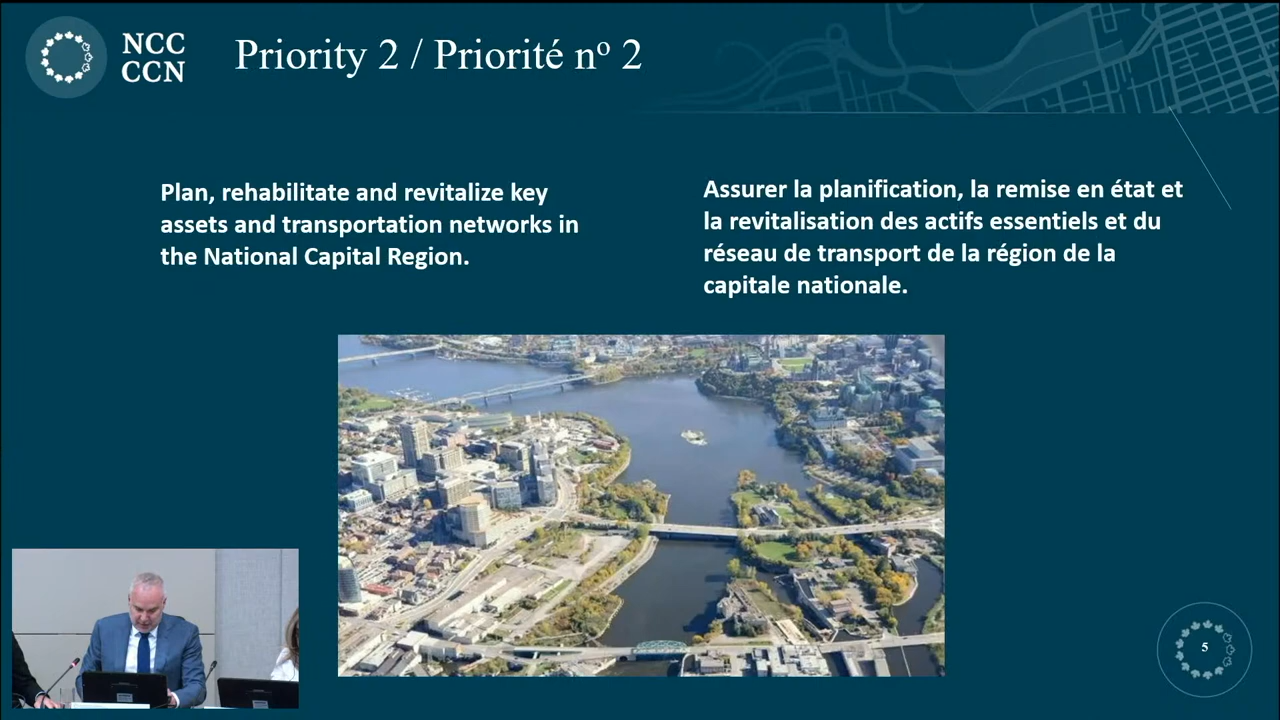 NCC
CCN
Priority 2 / Priorité nº 2
Plan, rehabilitate and revitalize key
assets and transportation networks in
the National Capital Region.
Assurer la planification, la remise en état et
la revitalisation des actifs essentiels et du
réseau de transport de la région de la
capitale nationale.
5